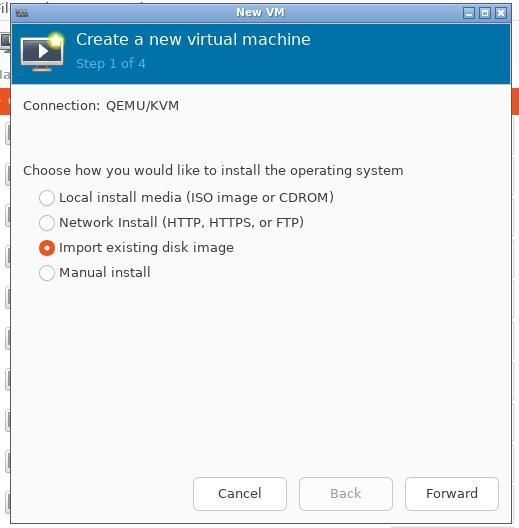 New VM
Create a new virtual machine
Step 1 of 4
Connection: QEMU/KVM
Choose how you would like to install the operating system
Local install media (ISO image or CDROM)
Network Install (HTTP, HTTPS, or FTP)
Import existing disk image
Manual install
Cancel
Back
Forward